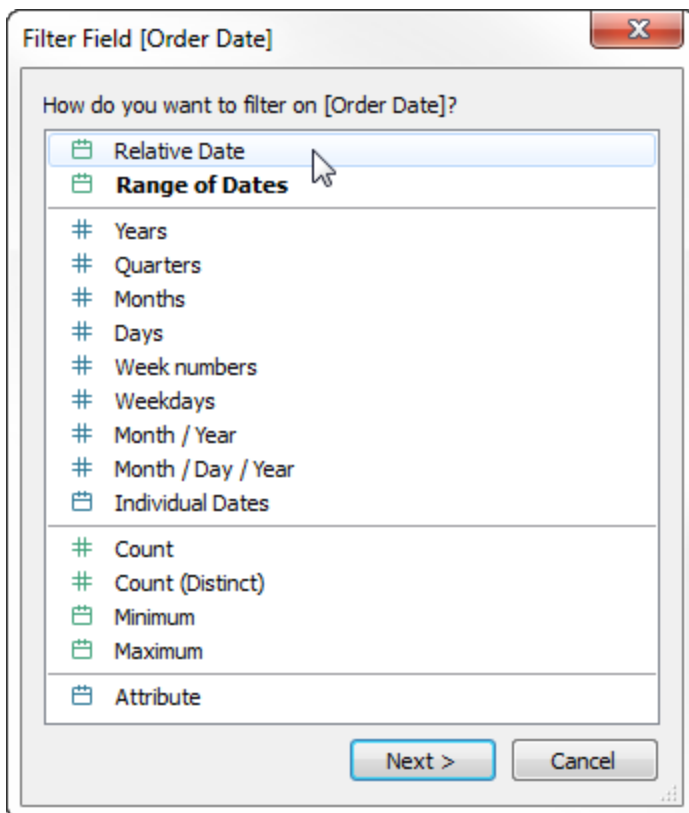 Filter Field [Order Date]
How do you want to filter on [Order Date]?
Relative Date
Range of Dates
Years
Quarters
Months
Days
Week numbers
Weekdays
Month / Year
Month / Day / Year
Individual Dates
Count
Count (Distinct)
Minimum
Maximum
Attribute
Next > Cancel